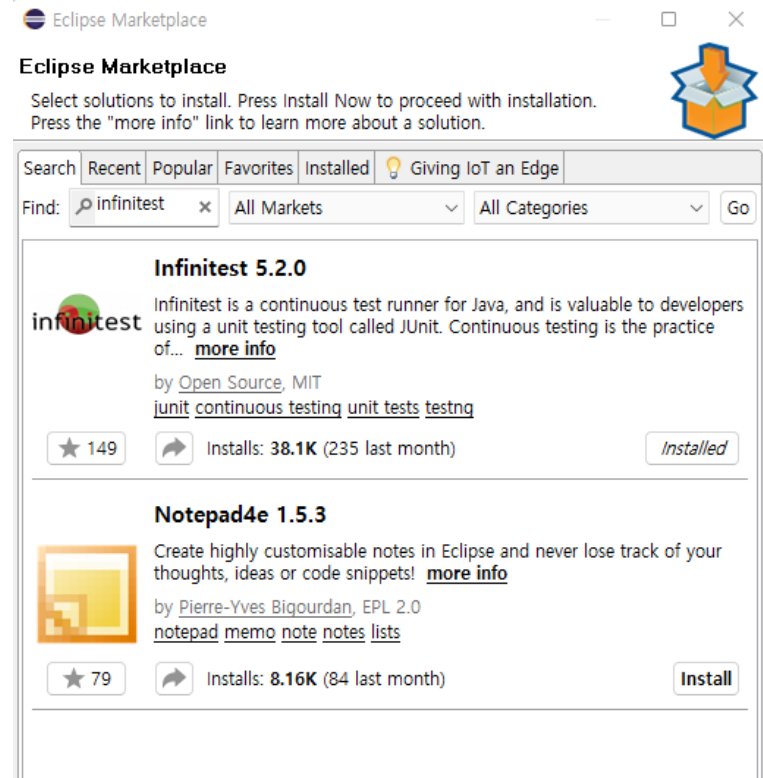 Eclipse Marketplace
Eclipse Marketplace
Select solutions to install. Press Install Now to proceed with installation.
Press the "more info" link to learn more about a solution.
Search Recent Popular Favorites Installed Giving IoT an Edge
Find: infinitest All Markets All Categories Go
Infinitest 5.2.0
infinitest
Infinitest is a continuous test runner for Java, and is valuable to developers
using a unit testing tool called JUnit. Continuous testing is the practice
of... more info
by Open Source, MIT
junit continuous testing unit tests testng
149 Installs: 38.1K (235 last month) Installed
Notepad4e 1.5.3
Create highly customisable notes in Eclipse and never lose track of your
thoughts, ideas or code snippets! more info
by Pierre-Yves Bigourdan, EPL 2.0
notepad memo note notes lists
79 Installs: 8.16K (84 last month) Install